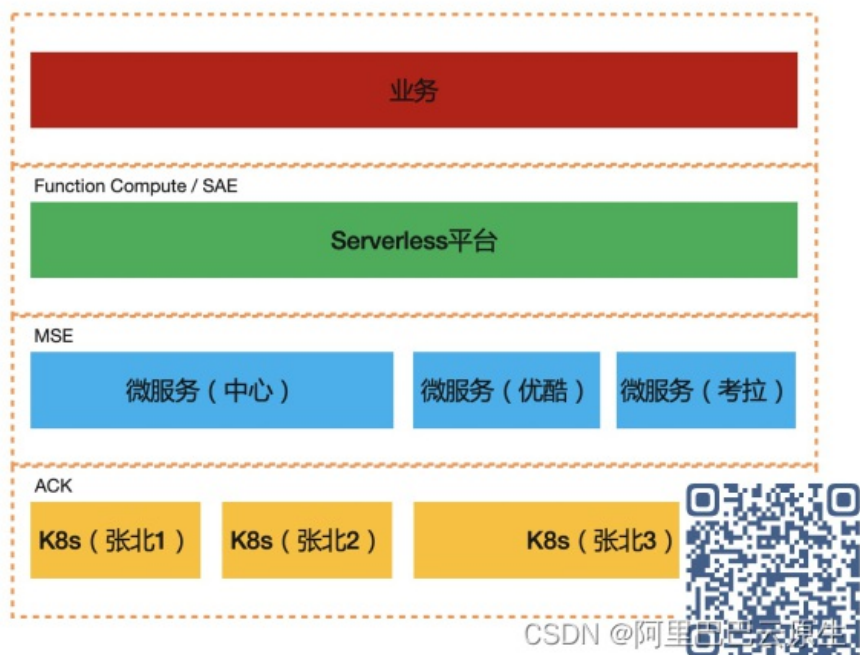 业务
Function Compute / SAE
Serverless平台
MSE
微服务（中心）
微服务（优酷）
微服务（考拉）
ACK
K8s（张北1）
K8s（张北2）
K8s（张北3）
CSDN @阿里巴巴云原生